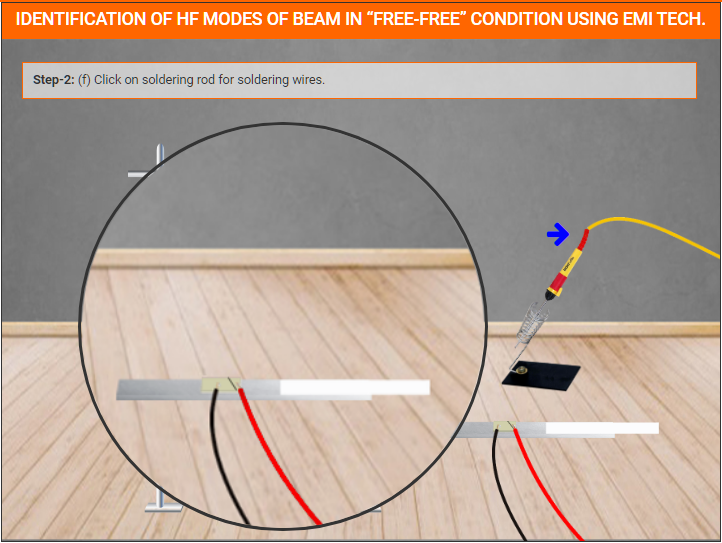 IDENTIFICATION OF HF MODES OF BEAM IN “FREE-FREE” CONDITION USING EMI TECH.
Step-2: (f) Click on soldering rod for soldering wires.